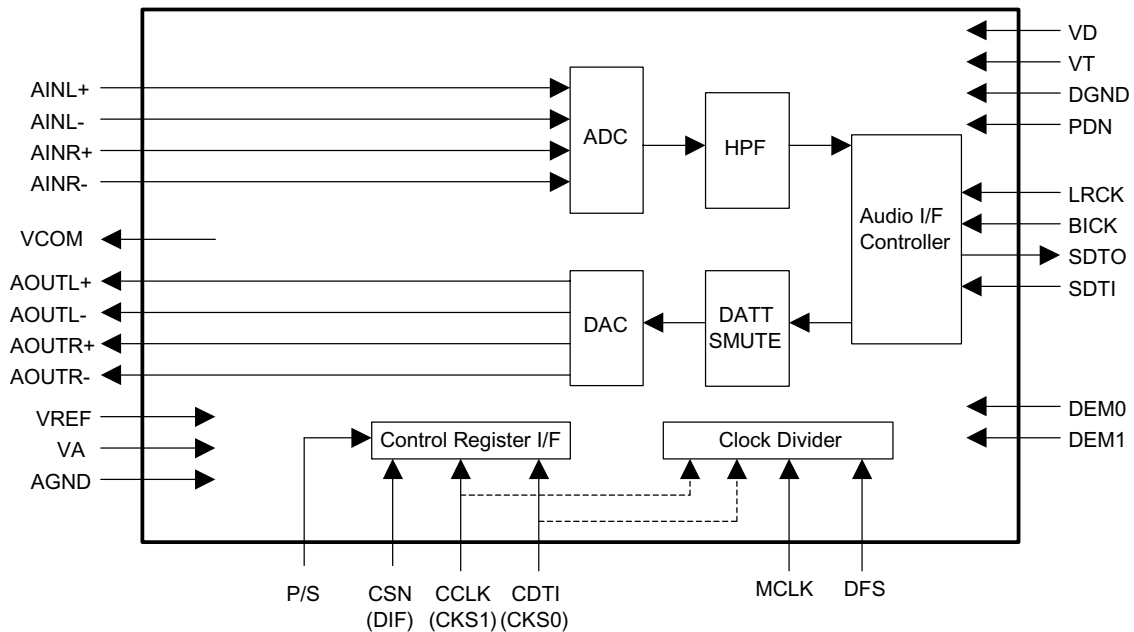 AINL+
AINL-
AINR+
AINR-
VCOM
AOUTL+
AOUTL-
AOUTR+
AOUTR-
VREF
VA
AGND
ADC
HPF
Audio I/F
Controller
DAC
DATT
SMUTE
Control Register I/F
Clock Divider
VD
VT
DGND
PDN
LRCK
BICK
SDTO
SDTI
DEM0
DEM1
P/S
CSN
(DIF)
CCLK
(CKS1)
CDTI
(CKS0)
MCLK
DFS